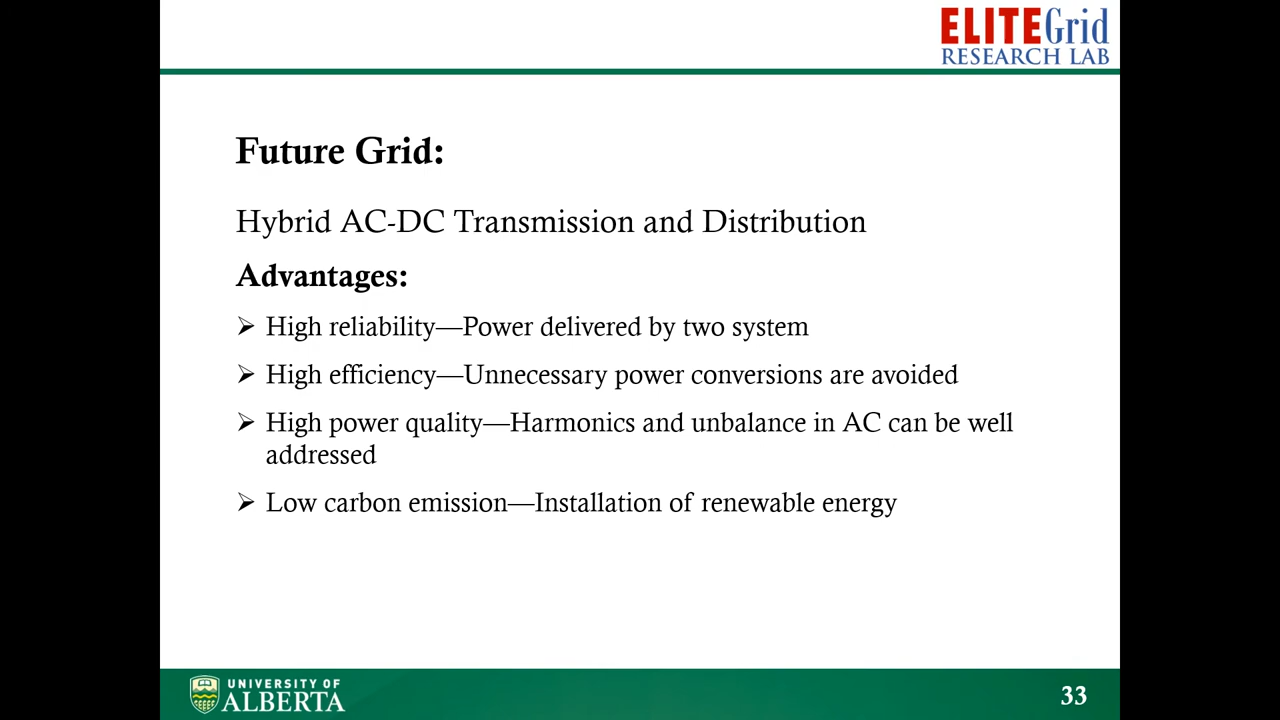 ELITEGrid
RESEARCH LAB
Future Grid:
Hybrid AC-DC Transmission and Distribution
Advantages:
➢ High reliability—Power delivered by two system
➢ High efficiency—Unnecessary power conversions are avoided
➢ High power quality—Harmonics and unbalance in AC can be well
addressed
➢ Low carbon emission—Installation of renewable energy
UNIVERSITY OF
ALBERTA
33